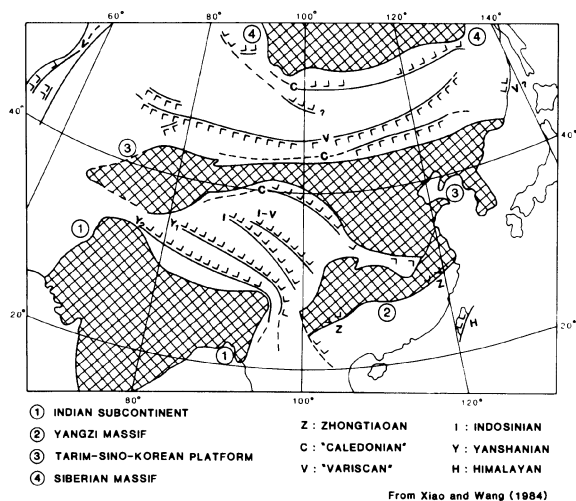 60°
80°
100°
120°
140°
4
4
C
?
V?
40°
40°
V
C
3
3
C
I-V
1
Y₁
I
20°
20°
Z
2
Z
H
1
80°
100°
120°
① INDIAN SUBCONTINENT
② YANGZI MASSIF
③ TARIM-SINO-KOREAN PLATFORM
④ SIBERIAN MASSIF
Z : ZHONGTIAOAN
C : "CALEDONIAN"
V : "VARISCAN"
I : INDOSINIAN
Y : YANSHANIAN
H : HIMALAYAN
From Xiao and Wang (1984)